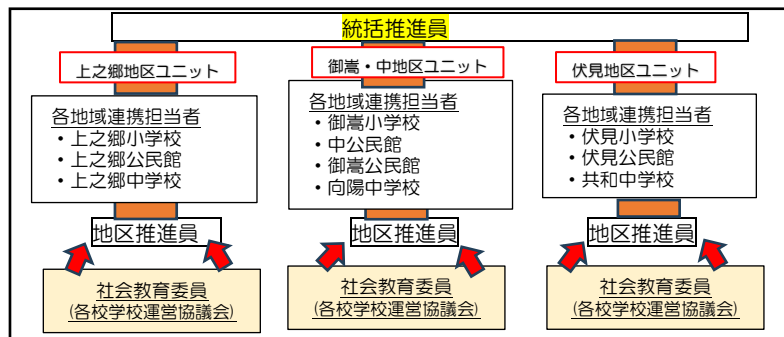 統括推進員
上之郷地区ユニット
御嵩・中地区ユニット
伏見地区ユニット
各地域連携担当者
・上之郷小学校
・上之郷公民館
・上之郷中学校
各地域連携担当者
・御嵩小学校
・中公民館
・御嵩公民館
・向陽中学校
各地域連携担当者
・伏見小学校
・伏見公民館
・共和中学校
地区推進員
地区推進員
地区推進員
社会教育委員
(各校学校運営協議会)
社会教育委員
(各校学校運営協議会)
社会教育委員
(各校学校運営協議会)